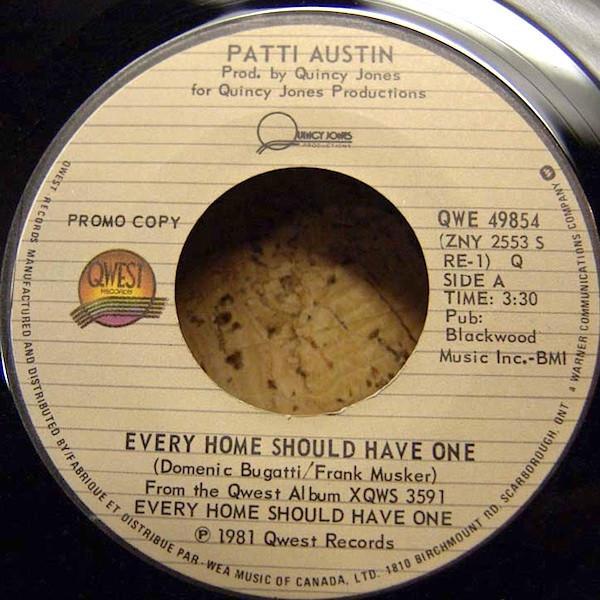 PATTI AUSTIN
Prod. by Quincy Jones
for Quincy Jones Productions
QUINCY JONES
PRODUCTIONS
PROMO COPY
QWEST
RECORDS
QWE 49854
(ZNY 2553 S
RE-1) Q
SIDE A
TIME: 3:30
Pub:
Blackwood
Music Inc.-BMI
EVERY HOME SHOULD HAVE ONE
(Domenic Bugatti/Frank Musker)
From the Qwest Album XQWS 3591
EVERY HOME SHOULD HAVE ONE
℗ 1981 Qwest Records
QWEST RECORDS MANUFACTURED AND DISTRIBUTED BY/FABRIQUE ET DISTRIBUE PAR - WEA MUSIC OF CANADA, LTD. 1810 BIRCHMOUNT RD. SCARBOROUGH, ONT A WARNER COMMUNICATIONS COMPANY